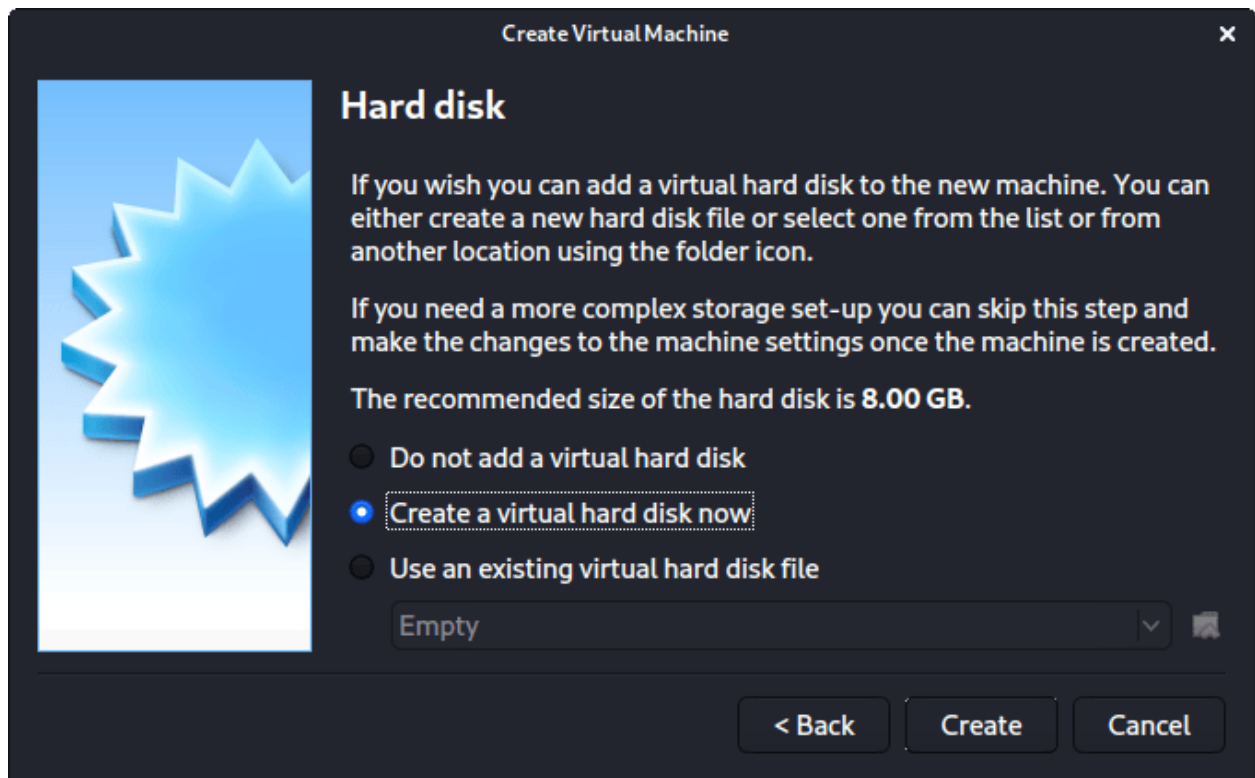 Create Virtual Machine
Hard disk
If you wish you can add a virtual hard disk to the new machine. You can
either create a new hard disk file or select one from the list or from
another location using the folder icon.
If you need a more complex storage set-up you can skip this step and
make the changes to the machine settings once the machine is created.
The recommended size of the hard disk is 8.00 GB.
Do not add a virtual hard disk
Create a virtual hard disk now
Use an existing virtual hard disk file
Empty
< Back Create Cancel